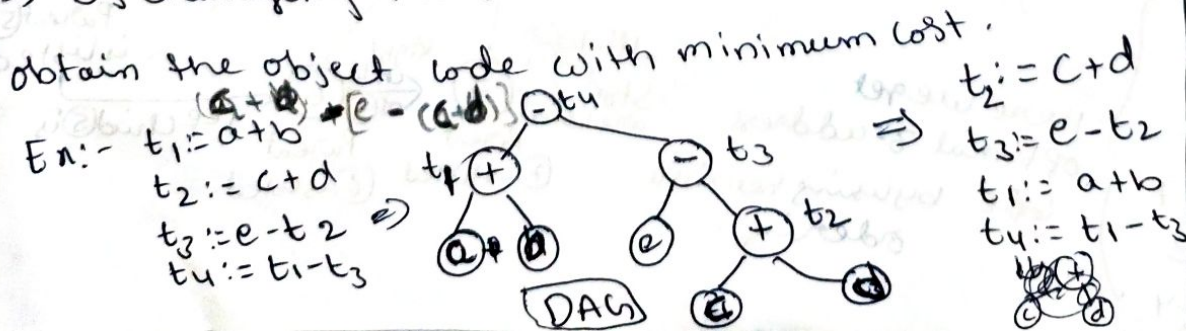 obtain the object code with minimum cost.
(a + b) - [e - (c+d)]
Ex:- t1:= a+b
t2:= c+d
t3:= e-t2 =>
t4:= t1-t3
- t4
t1 + - t3
a e + t2
d
DAG
=> t2:= c+d
t3:= e-t2
t1:= a+b
t4:= t1-t3
+
c d